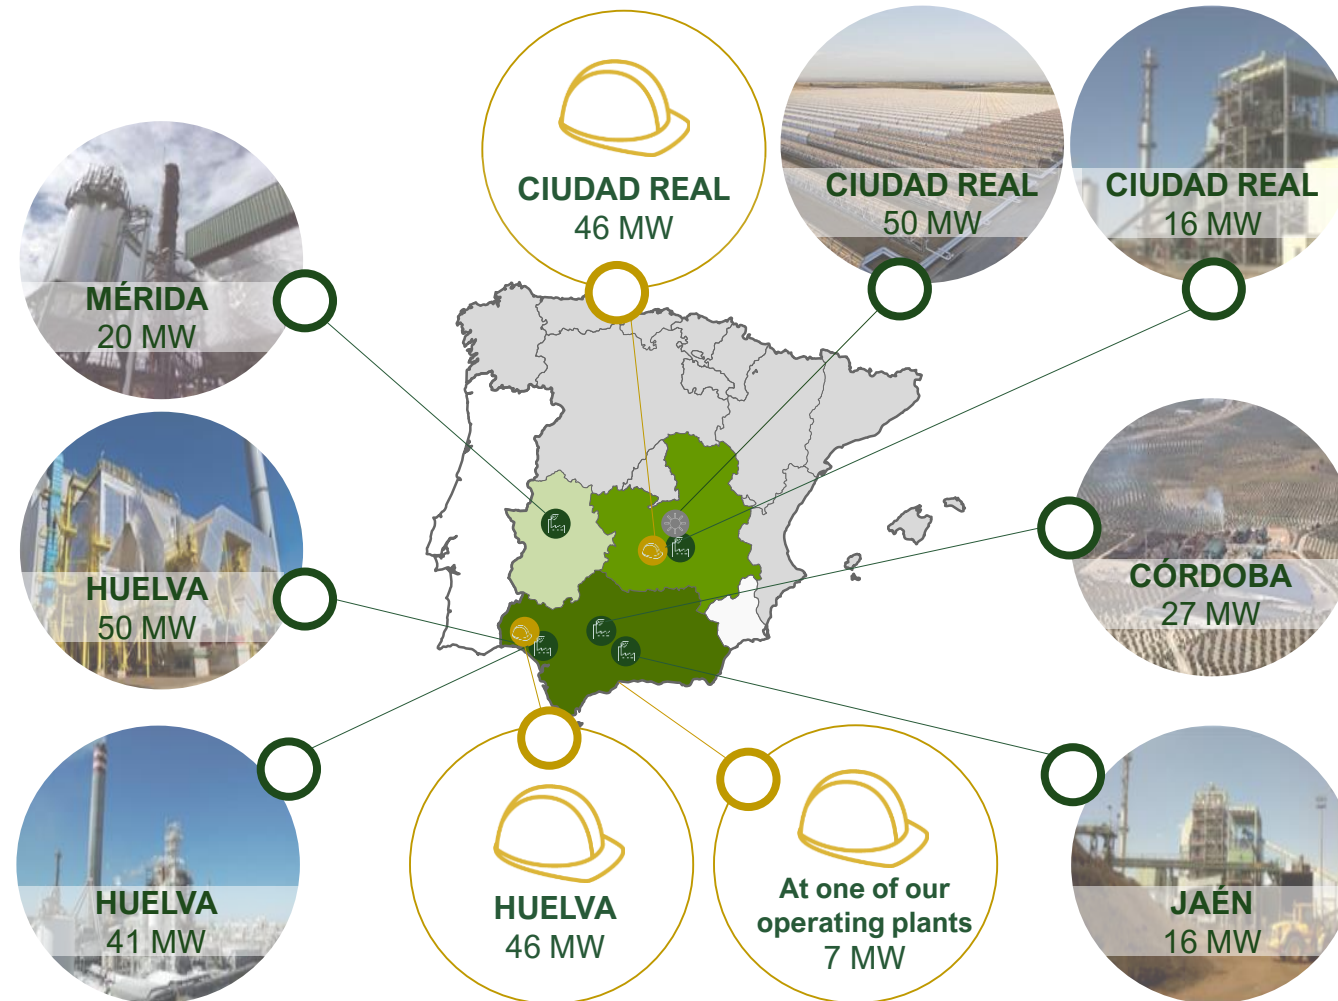 CIUDAD REAL
46 MW
CIUDAD REAL
50 MW
CIUDAD REAL
16 MW
MÉRIDA
20 MW
HUELVA
50 MW
CÓRDOBA
27 MW
HUELVA
41 MW
HUELVA
46 MW
At one of our
operating plants
7 MW
JAÉN
16 MW